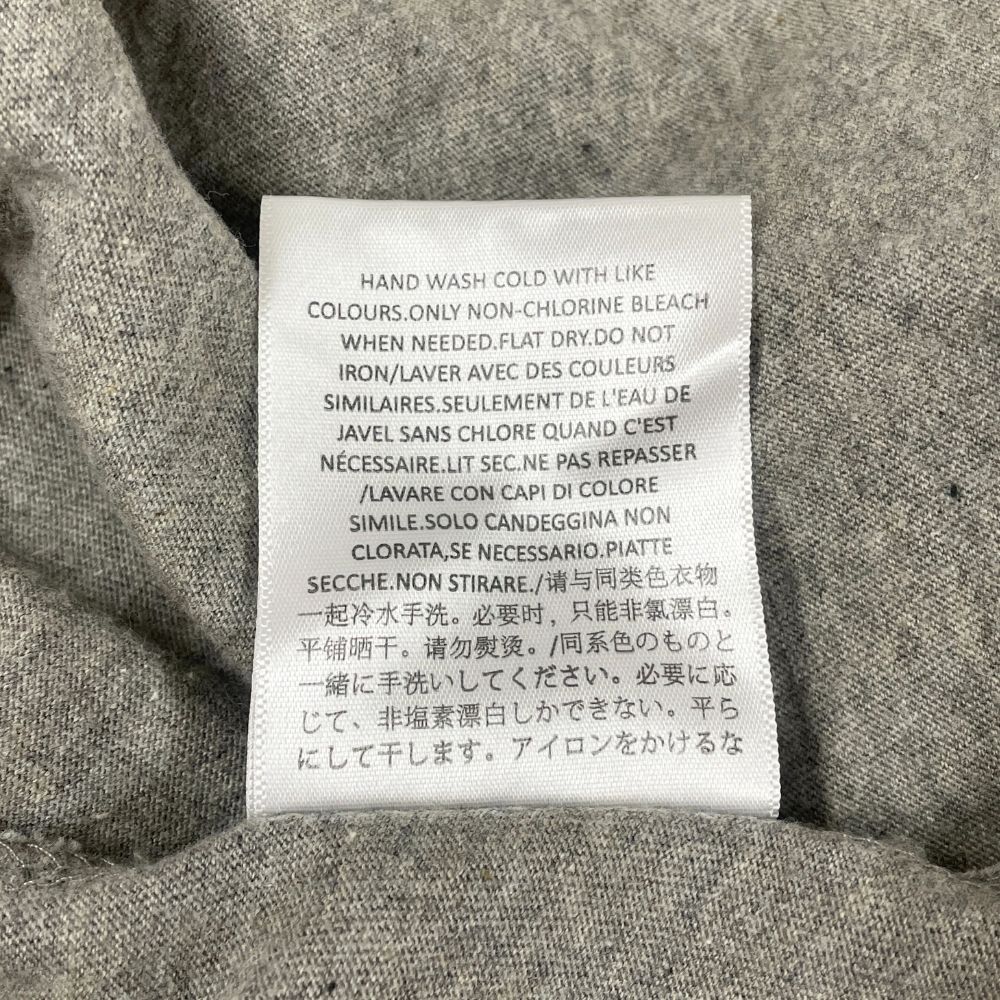 HAND WASH COLD WITH LIKE
COLOURS.ONLY NON-CHLORINE BLEACH
WHEN NEEDED.FLAT DRY.DO NOT
IRON/LAVER AVEC DES COULEURS
SIMILAIRES.SEULEMENT DE L'EAU DE
JAVEL SANS CHLORE QUAND C'EST
NÉCESSAIRE.LIT SEC.NE PAS REPASSER
/LAVARE CON CAPI DI COLORE
SIMILE.SOLO CANDEGGINA NON
CLORATA,SE NECESSARIO.PIATTE
SECCHE.NON STIRARE./请与同类色衣物
一起冷水手洗。必要时，只能非氯漂白。
平铺晒干。请勿熨烫。/同系色のものと
一緒に手洗いしてください。必要に応
じて、非塩素漂白しかできない。平ら
にして干します。アイロンをかけるな